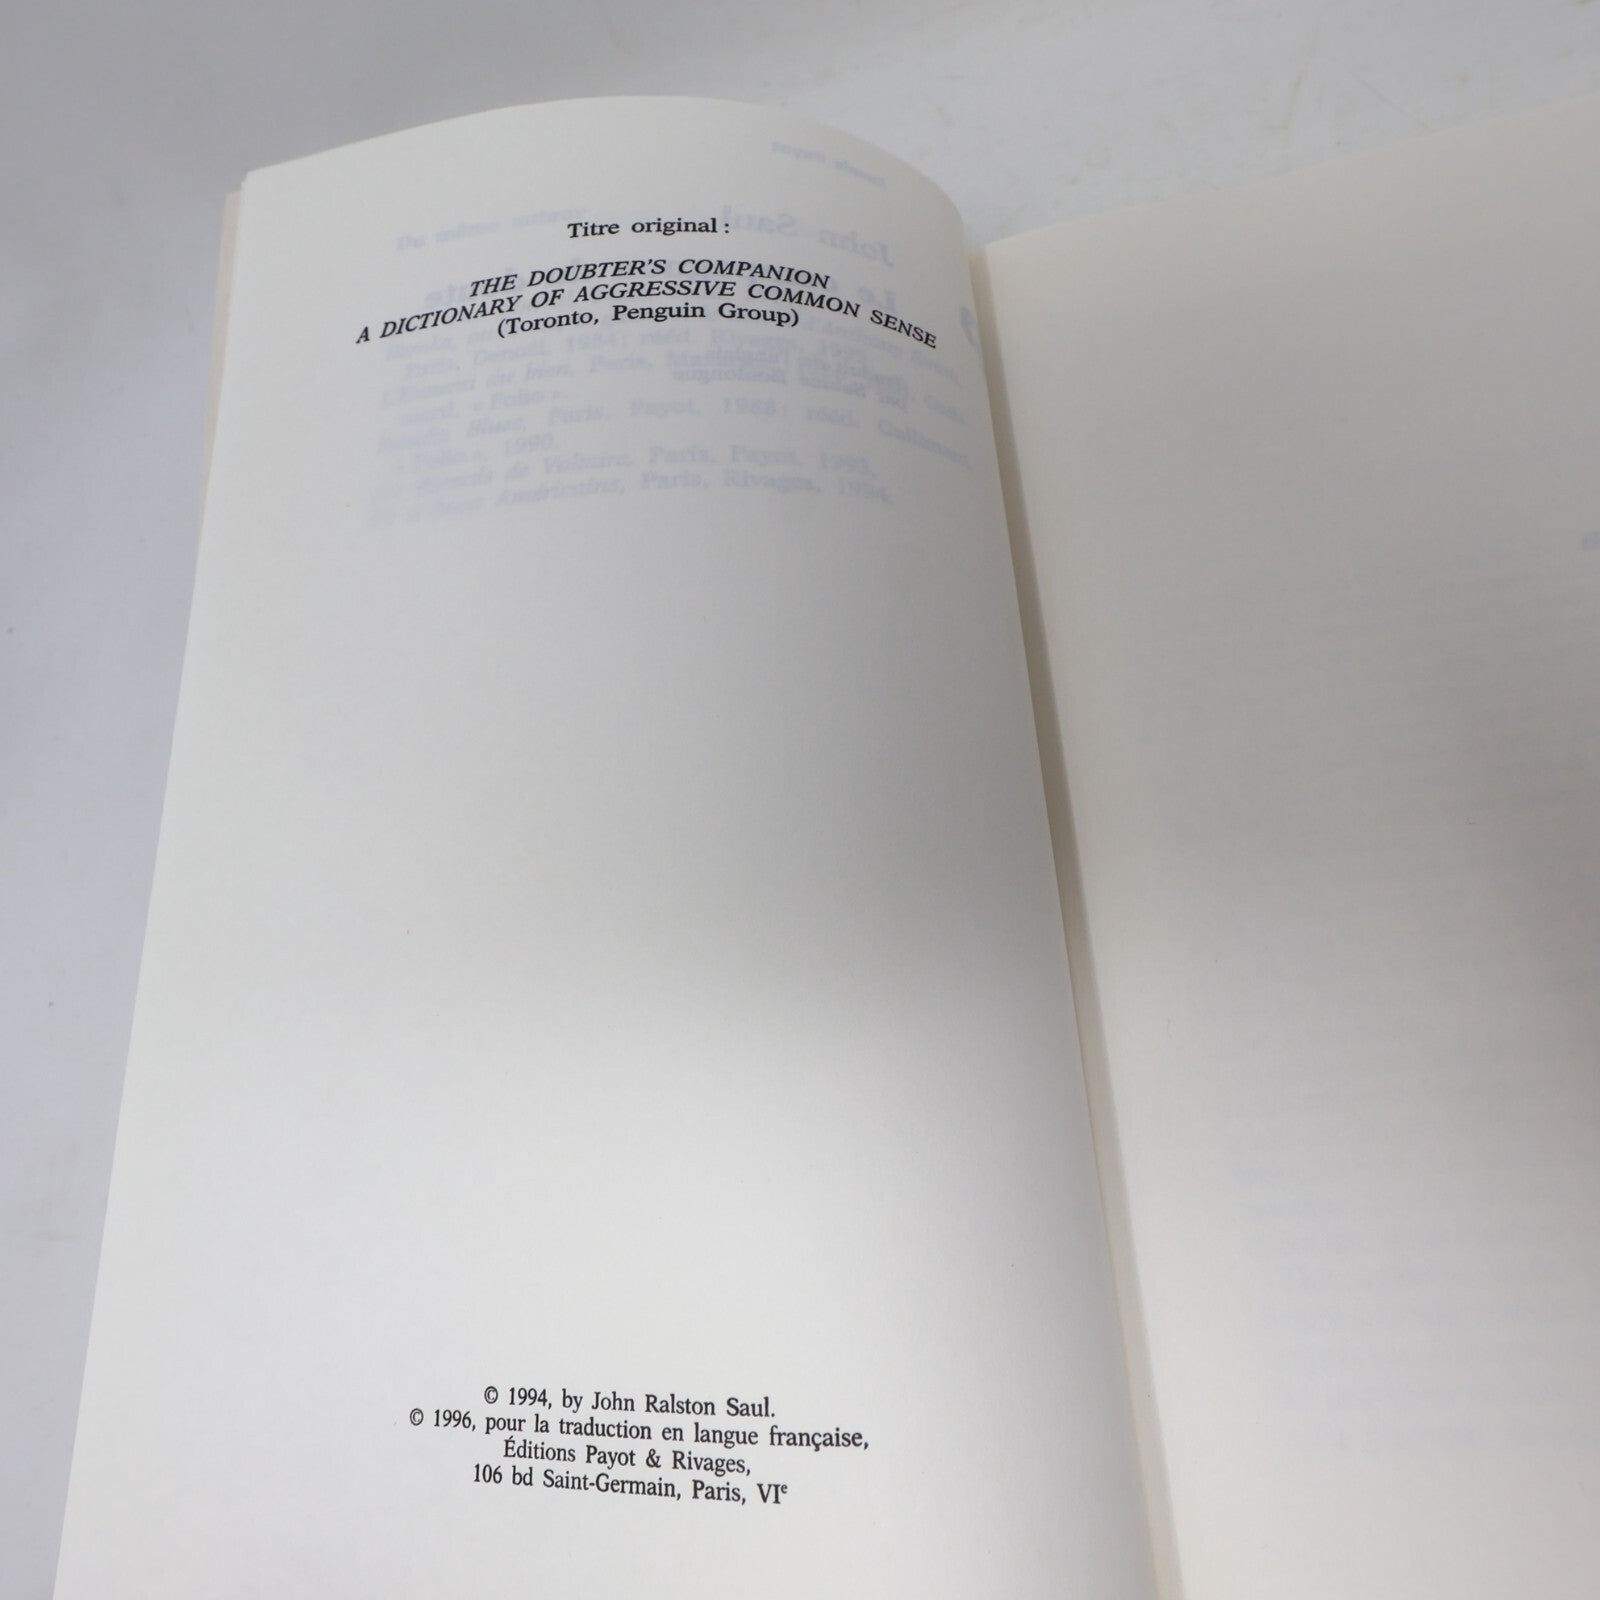 Titre original :
THE DOUBTER'S COMPANION
A DICTIONARY OF AGGRESSIVE COMMON SENSE
(Toronto, Penguin Group)
© 1994, by John Ralston Saul.
© 1996, pour la traduction en langue française,
Éditions Payot & Rivages,
106 bd Saint-Germain, Paris, VIe